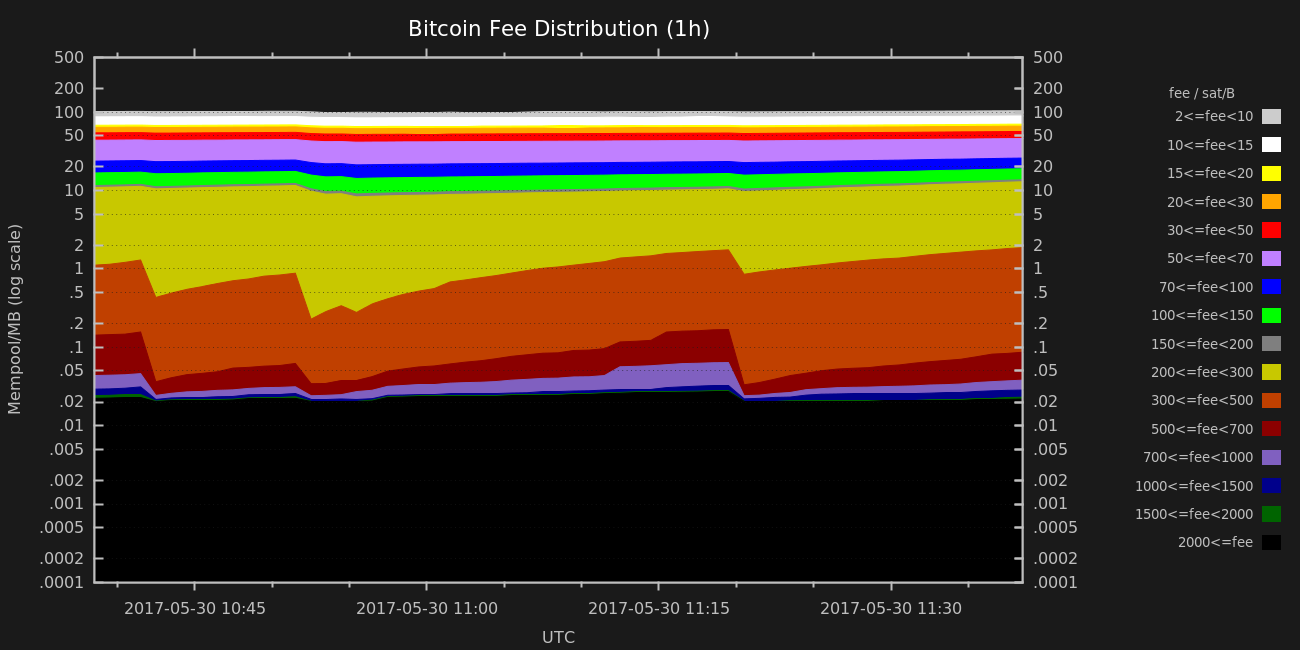 Bitcoin Fee Distribution (1h)
500 500
200 200
100 100
50 50
20 20
10 10
5 5
2 2
1 1
.5 .5
.2 .2
.1 .1
.05 .05
.02 .02
.01 .01
.005 .005
.002 .002
.001 .001
.0005 .0005
.0002 .0002
.0001 .0001
Mempool/MB (log scale)
2017-05-30 10:45 2017-05-30 11:00 2017-05-30 11:15 2017-05-30 11:30
UTC
fee / sat/B
2<=fee<10
10<=fee<15
15<=fee<20
20<=fee<30
30<=fee<50
50<=fee<70
70<=fee<100
100<=fee<150
150<=fee<200
200<=fee<300
300<=fee<500
500<=fee<700
700<=fee<1000
1000<=fee<1500
1500<=fee<2000
2000<=fee